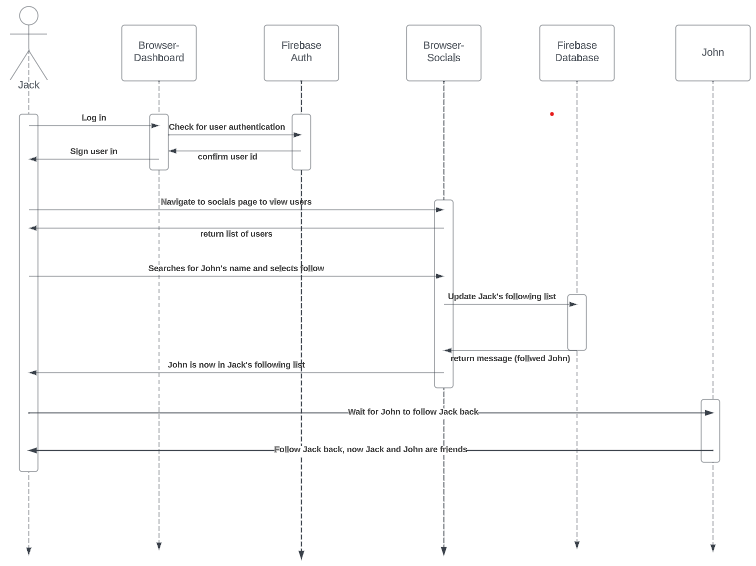 Jack
Browser-
Dashboard
Firebase
Auth
Browser-
Socials
Firebase
Database
John
Log in
Check for user authentication
Sign user in
confirm user id
Navigate to socials page to view users
return list of users
Searches for John's name and selects follow
Update Jack's following list
return message (follwed John)
John is now in Jack's following list
Wait for John to follow Jack back
Follow Jack back, now Jack and John are friends